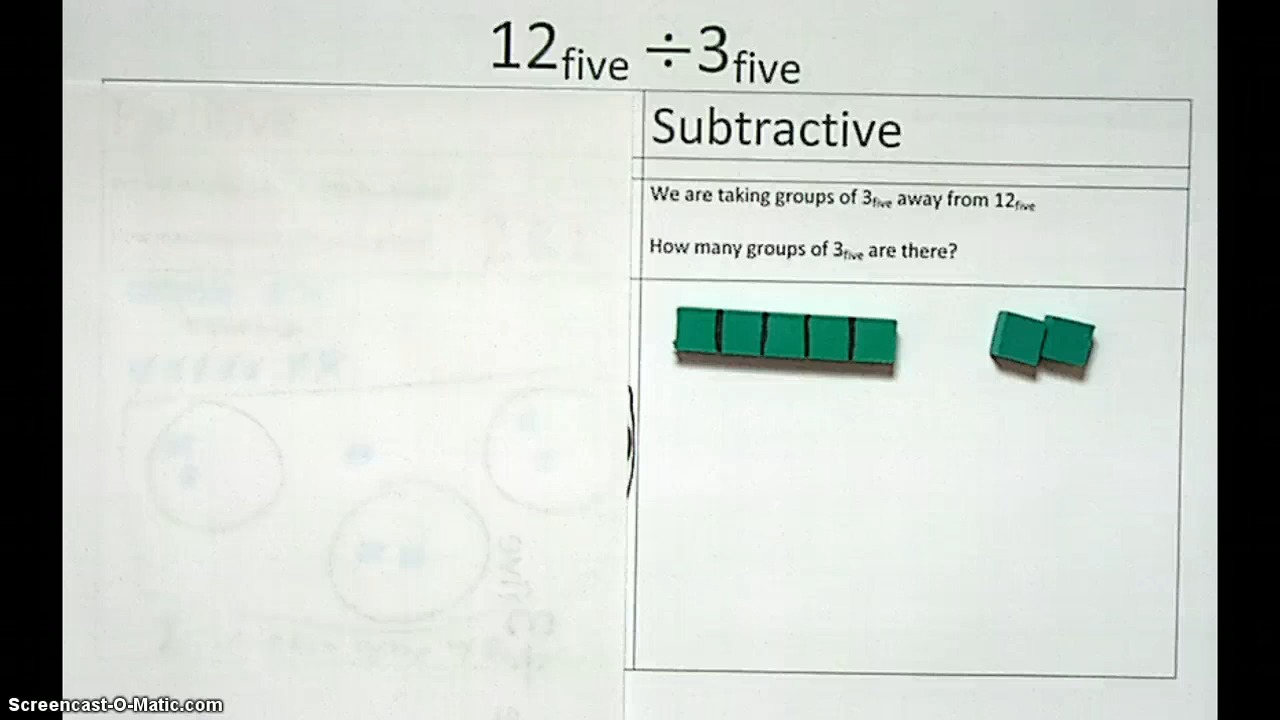 12five ÷ 3five
Subtractive
We are taking groups of 3five away from 12five
How many groups of 3five are there?
Screencast-O-Matic.com